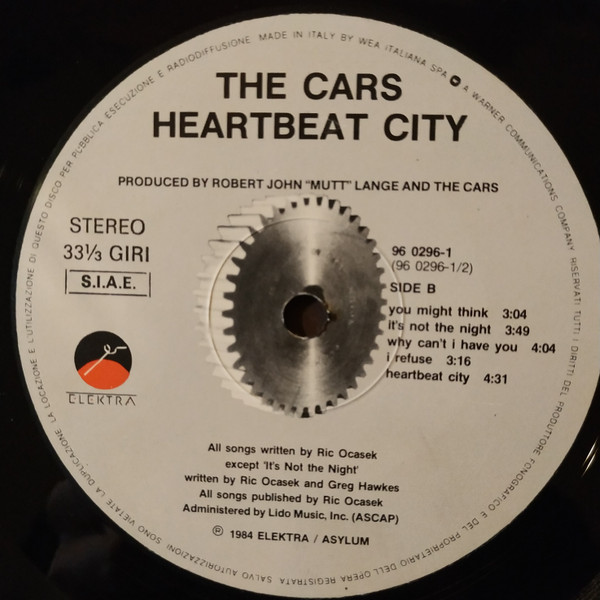 THE CARS
HEARTBEAT CITY
PRODUCED BY ROBERT JOHN "MUTT" LANGE AND THE CARS
STEREO
33⅓ GIRI
S.I.A.E.
96 0296-1
(96 0296-1/2)
SIDE B
you might think 3:04
it's not the night 3:49
why can't i have you 4:04
i refuse 3:16
heartbeat city 4:31
ELEKTRA
All songs written by Ric Ocasek
except 'It's Not the Night'
written by Ric Ocasek and Greg Hawkes
All songs published by Ric Ocasek
Administered by Lido Music, Inc. (ASCAP)
℗ 1984 ELEKTRA / ASYLUM
MADE IN ITALY BY WEA ITALIANA SPA A WARNER COMMUNICATIONS COMPANY RISERVATI TUTTI I DIRITTI DEL PRODUTTORE FONOGRAFICO E DEL PROPRIETARIO DELL'OPERA REGISTRATA SALVO AUTORIZZAZIONI SONO VIETATE LA DUPLICAZIONE LA LOCAZIONE E L'UTILIZZAZIONE DI QUESTO DISCO PER PUBBLICA ESECUZIONE E RADIODIFFUSIONE